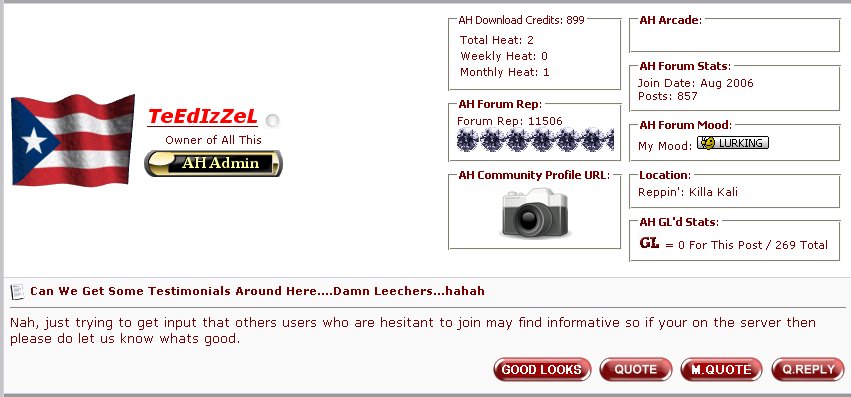 TeEdIzZeL
Owner of All This
AH Admin
AH Download Credits: 899
Total Heat: 2
Weekly Heat: 0
Monthly Heat: 1
AH Forum Rep:
Forum Rep: 11506
AH Community Profile URL:
AH Arcade:
AH Forum Stats:
Join Date: Aug 2006
Posts: 857
AH Forum Mood:
My Mood: LURKING
Location:
Reppin': Killa Kali
AH GL'd Stats:
GL = 0 For This Post / 269 Total
Can We Get Some Testimonials Around Here....Damn Leechers...hahah
Nah, just trying to get input that others users who are hesitant to join may find informative so if your on the server then
please do let us know whats good.
GOOD LOOKS QUOTE M.QUOTE Q.REPLY